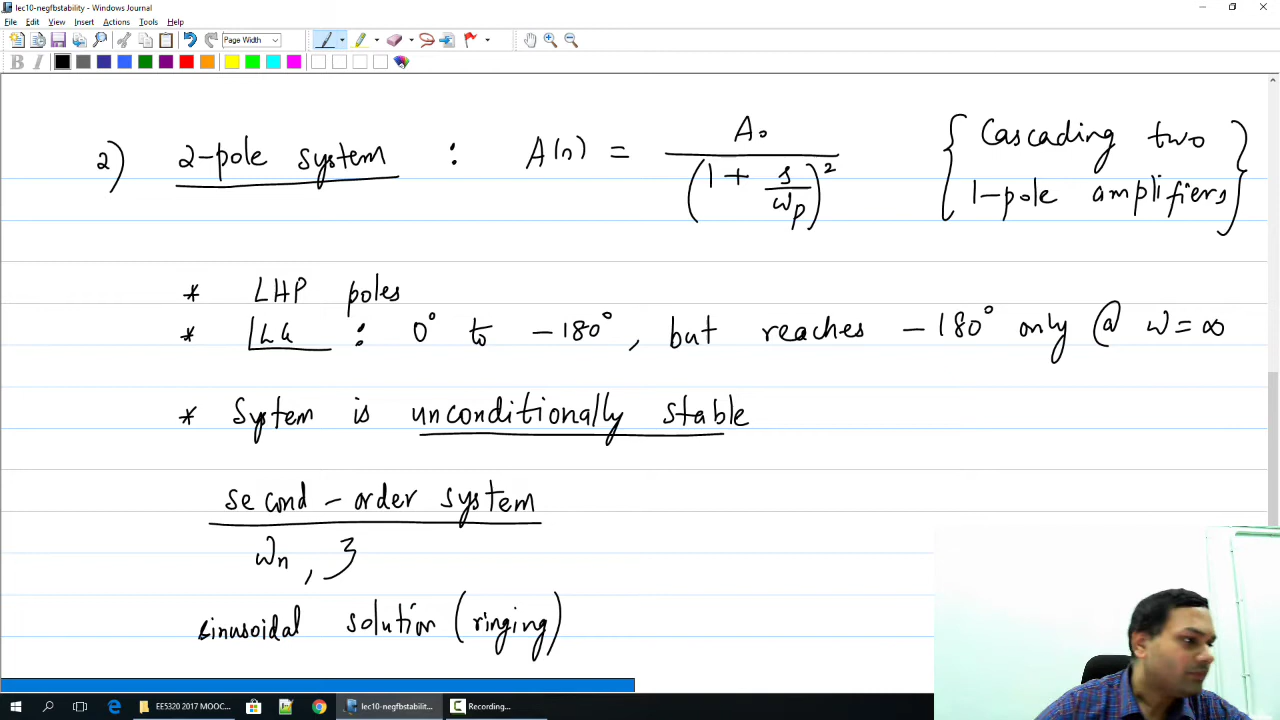 lec10-negfbstability - Windows Journal
File Edit View Insert Actions Tools Help
Page Width
B I
2) 2-pole system : A(s) = A₀ / (1 + s/ωp)² { Cascading two
1-pole amplifiers }
* LHP poles
* ∠LG : 0° to -180°, but reaches -180° only @ ω = ∞
* System is unconditionally stable
second-order system
ωn, ζ
sinusoidal solution (ringing)
EE5320 2017 MOOC... lec10-negfbstabilit... Recording...